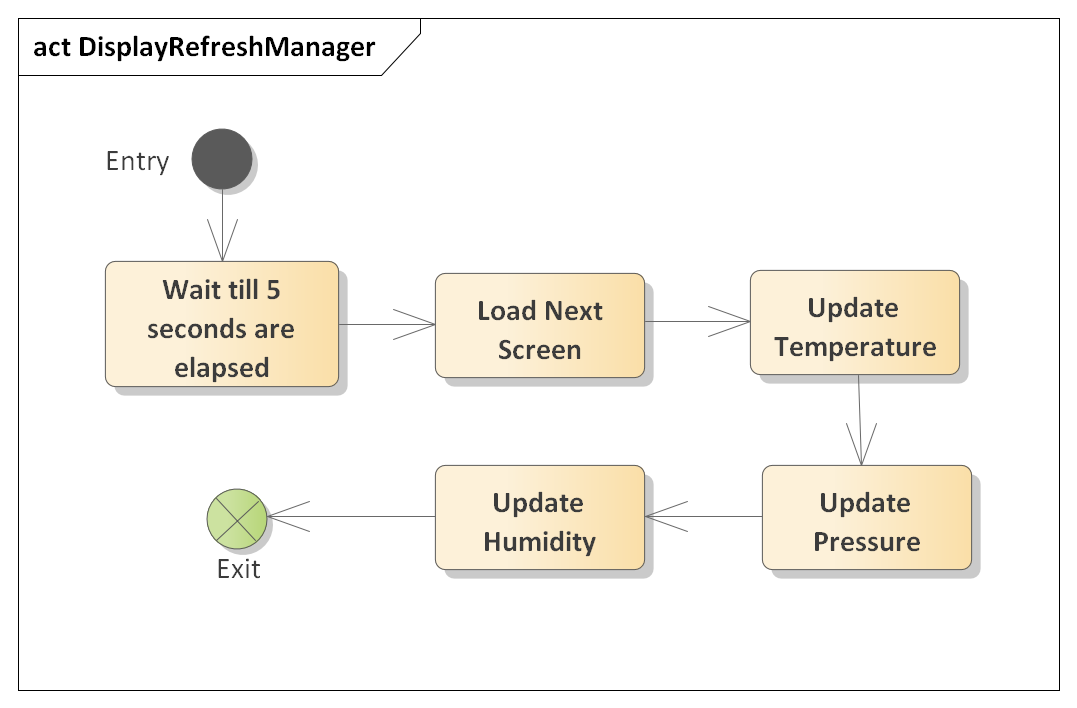 act DisplayRefreshManager
Entry
Wait till 5
seconds are
elapsed
Load Next
Screen
Update
Temperature
Update
Pressure
Update
Humidity
Exit